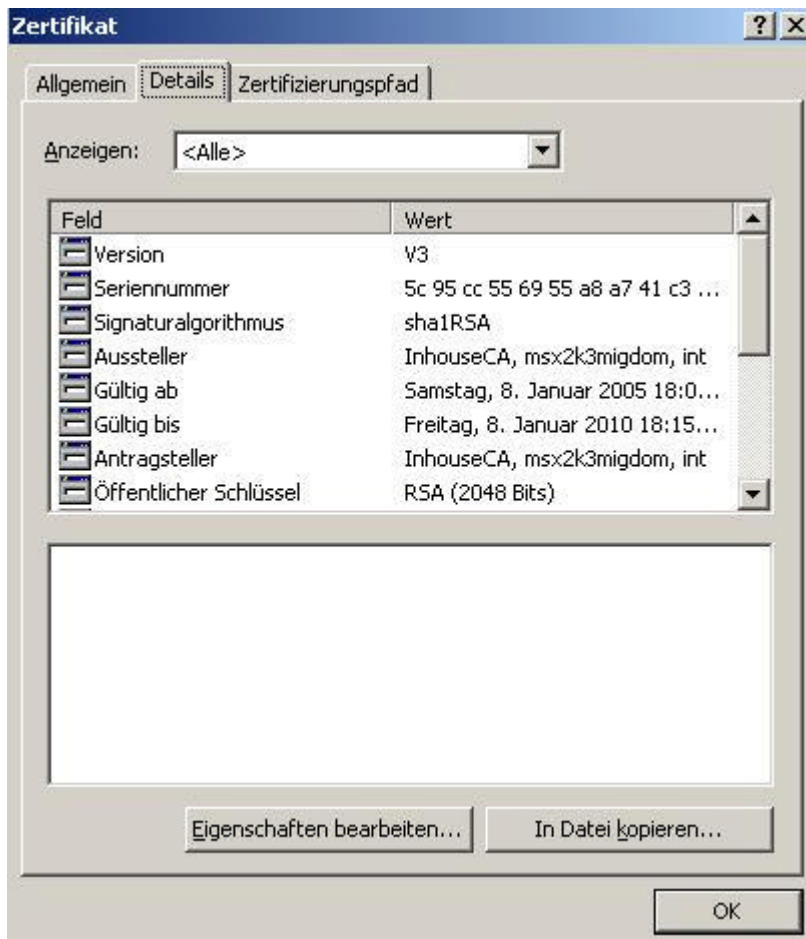 Zertifikat
Allgemein Details Zertifizierungspfad
Anzeigen: <Alle>
Feld Wert
Version V3
Seriennummer 5c 95 cc 55 69 55 a8 a7 41 c3 ...
Signaturalgorithmus sha1RSA
Aussteller InhouseCA, msx2k3migdom, int
Gültig ab Samstag, 8. Januar 2005 18:0...
Gültig bis Freitag, 8. Januar 2010 18:15...
Antragsteller InhouseCA, msx2k3migdom, int
Öffentlicher Schlüssel RSA (2048 Bits)
Eigenschaften bearbeiten... In Datei kopieren...
OK